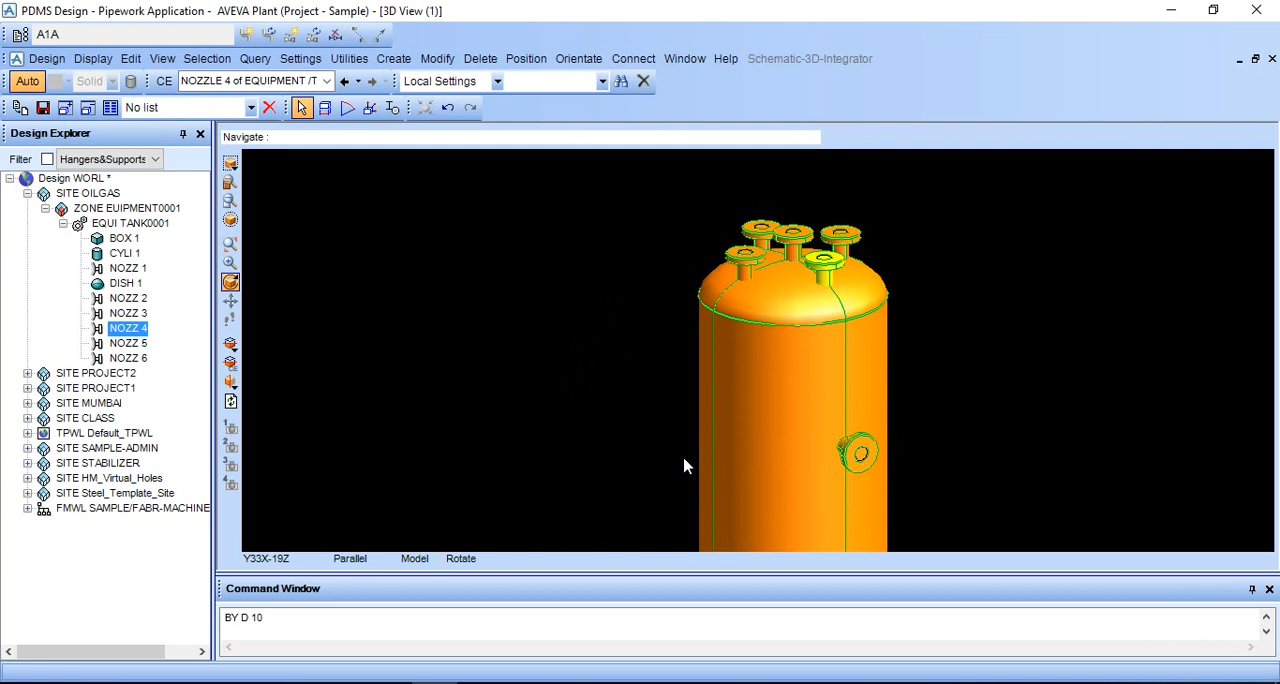 PDMS Design - Pipework Application - AVEVA Plant (Project - Sample) - [3D View (1)]
A1A
Design Display Edit View Selection Query Settings Utilities Create Modify Delete Position Orientate Connect Window Help Schematic-3D-Integrator
Auto Solid CE NOZZLE 4 of EQUIPMENT /T Local Settings
No list
Design Explorer
Navigate :
Filter Hangers&Supports
Design WORL *
SITE OILGAS
ZONE EUIPMENT0001
EQUI TANK0001
BOX 1
CYLI 1
NOZZ 1
DISH 1
NOZZ 2
NOZZ 3
NOZZ 4
NOZZ 5
NOZZ 6
SITE PROJECT2
SITE PROJECT1
SITE MUMBAI
SITE CLASS
TPWL Default_TPWL
SITE SAMPLE-ADMIN
SITE STABILIZER
SITE HM_Virtual_Holes
SITE Steel_Template_Site
FMWL SAMPLE/FABR-MACHINE
1
2
3
4
Y33X-19Z Parallel Model Rotate
Command Window
BY D 10